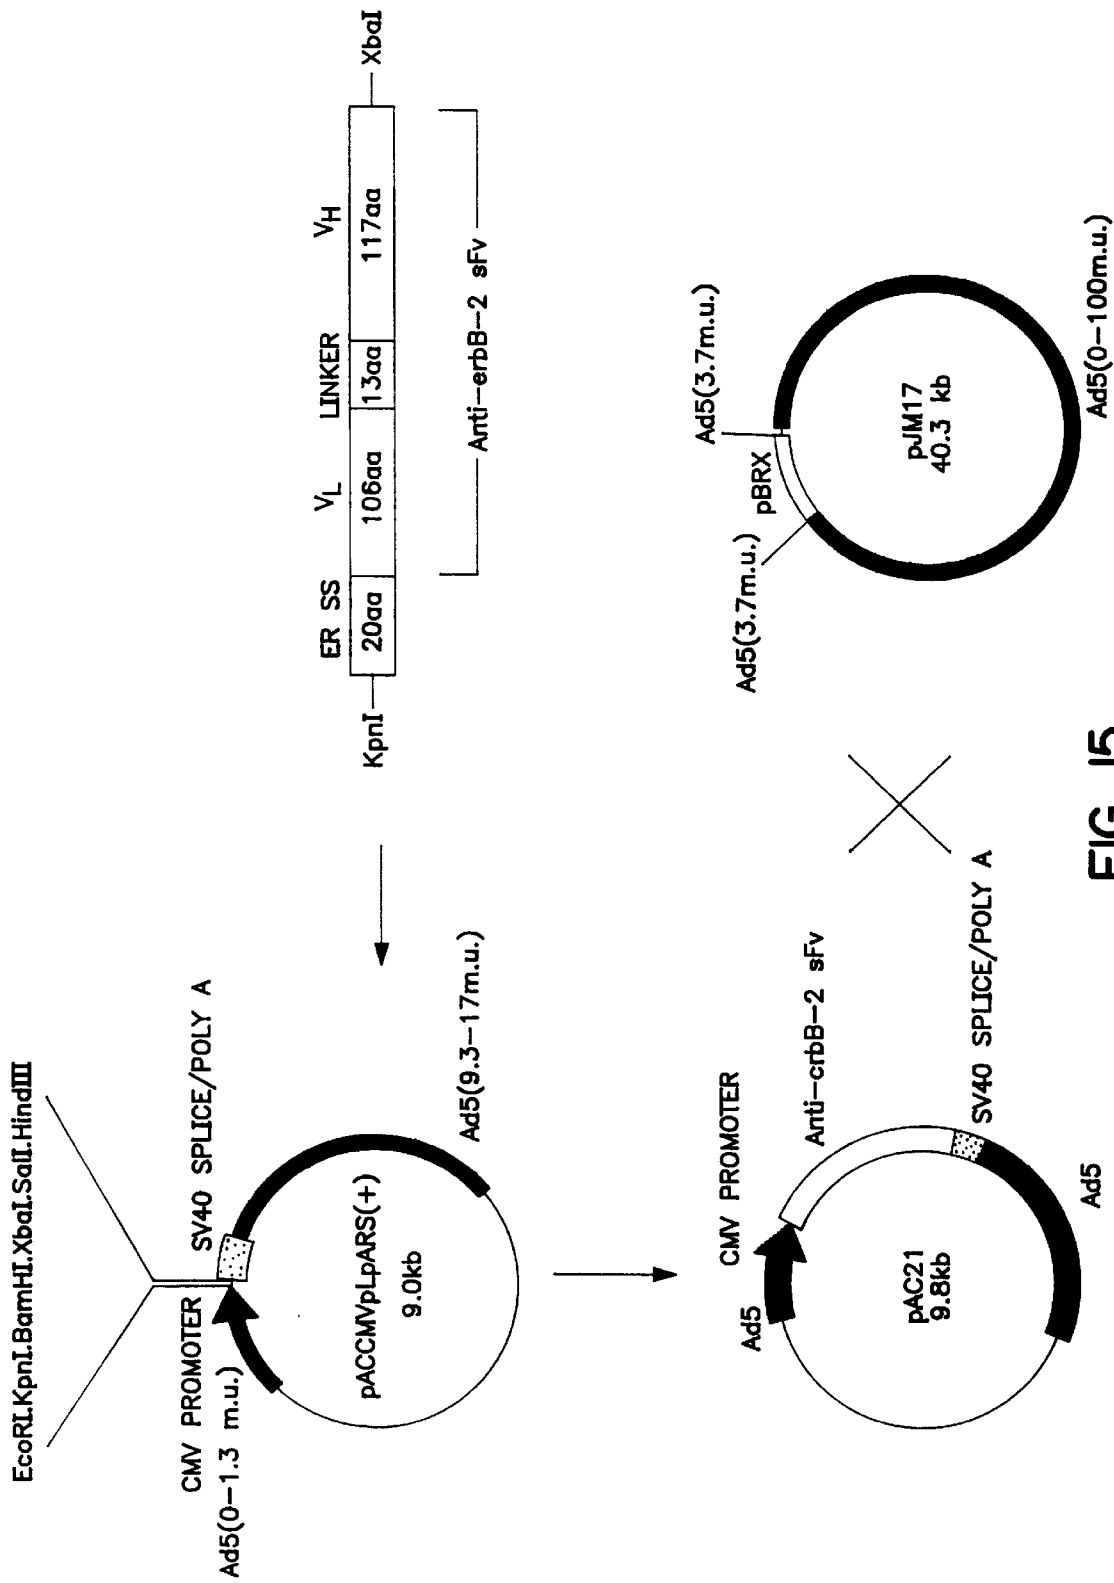 EcoRI.KpnI.BamHI.XbaI.SalI.HindIII
CMV PROMOTER
Ad5(0-1.3 m.u.)
SV40 SPLICE/POLY A
pACCMVpLpARS(+)
9.0kb
Ad5(9.3-17m.u.)
ER SS
VL
LINKER
VH
KpnI
20aa
106aa
13aa
117aa
XbaI
Anti-erbB-2 sFv
CMV PROMOTER
Ad5
Anti-crbB-2 sFv
pAC21
9.8kb
SV40 SPLICE/POLY A
Ad5
Ad5(3.7m.u.)
Ad5(3.7m.u.)
pBRX
pJM17
40.3 kb
Ad5(0-100m.u.)
FIG. 15